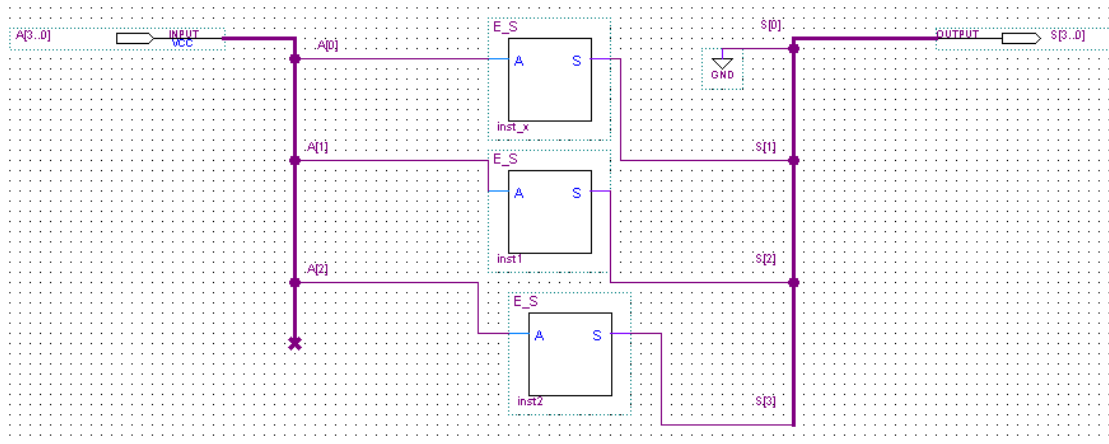 A[3..0]
INPUT
VCC
A[0]
E_S
A
S
inst_x
S[0]
GND
OUTPUT
S[3..0]
A[1]
E_S
A
S
inst1
S[1]
A[2]
E_S
A
S
inst2
S[2]
S[3]